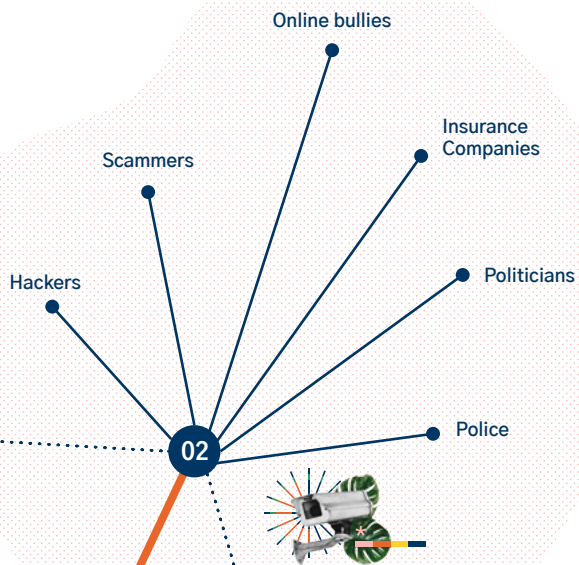 Online bullies
Insurance
Companies
Scammers
Politicians
Hackers
Police
02